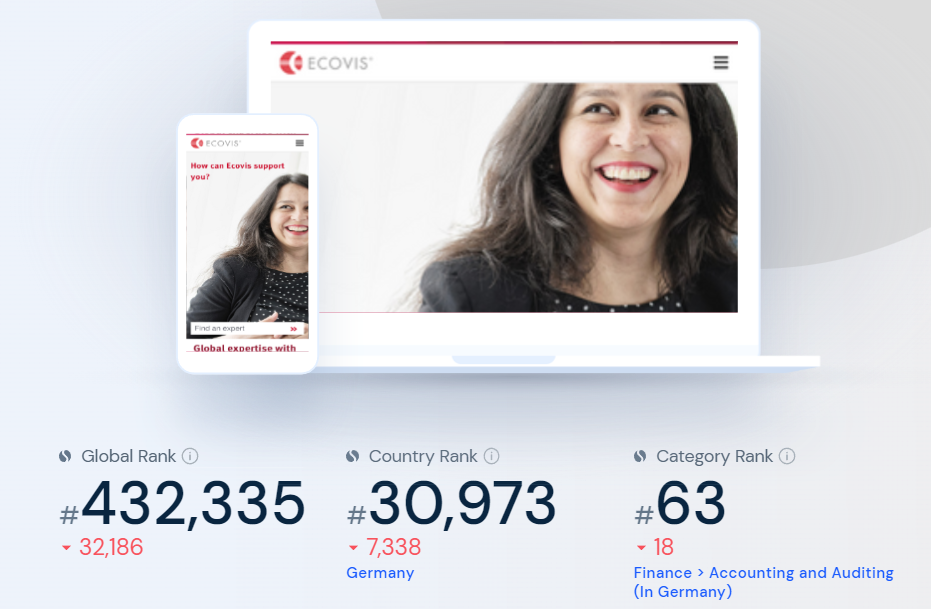 ECOVIS
ECOVIS
How can Ecovis support
you?
Find an expert
Global expertise with
Global Rank
#432,335
32,186
Country Rank
#30,973
7,338
Germany
Category Rank
#63
18
Finance > Accounting and Auditing
(In Germany)